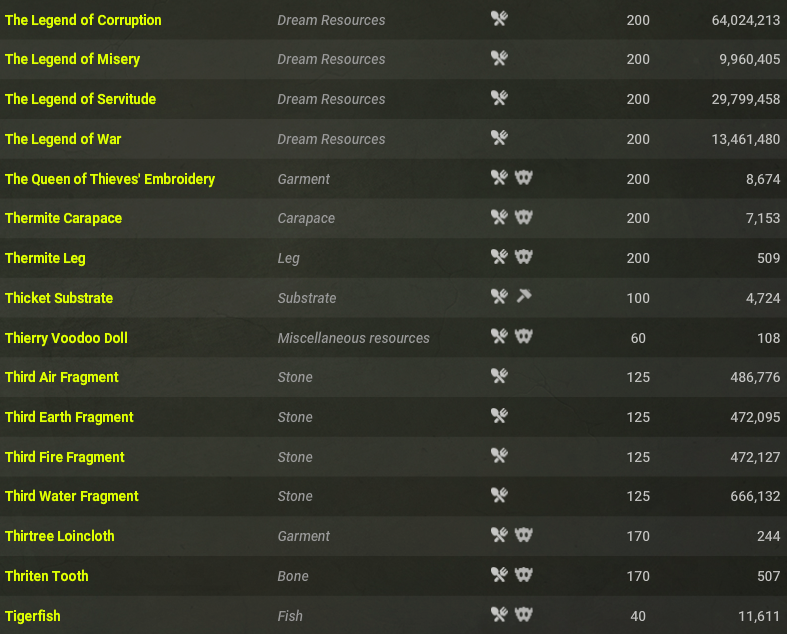 The Legend of Corruption Dream Resources 200 64,024,213
The Legend of Misery Dream Resources 200 9,960,405
The Legend of Servitude Dream Resources 200 29,799,458
The Legend of War Dream Resources 200 13,461,480
The Queen of Thieves' Embroidery Garment 200 8,674
Thermite Carapace Carapace 200 7,153
Thermite Leg Leg 200 509
Thicket Substrate Substrate 100 4,724
Thierry Voodoo Doll Miscellaneous resources 60 108
Third Air Fragment Stone 125 486,776
Third Earth Fragment Stone 125 472,095
Third Fire Fragment Stone 125 472,127
Third Water Fragment Stone 125 666,132
Thirtree Loincloth Garment 170 244
Thriten Tooth Bone 170 507
Tigerfish Fish 40 11,611